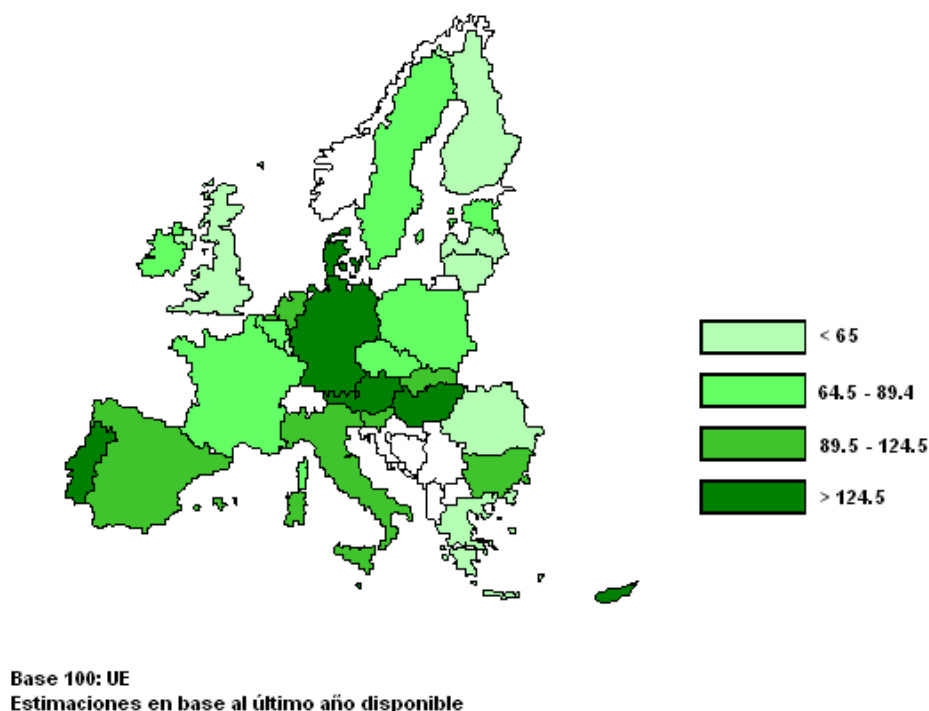 < 65
64.5 - 89.4
89.5 - 124.5
> 124.5
Base 100: UE
Estimaciones en base al último año disponible